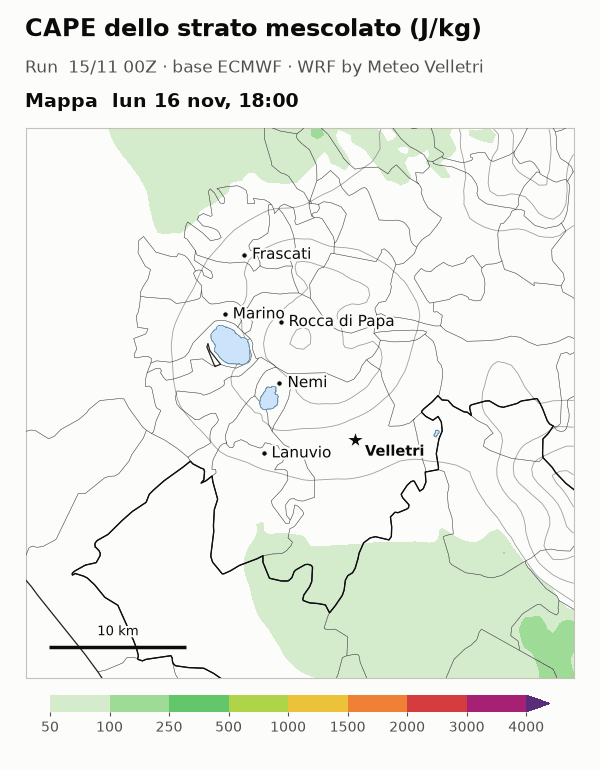 CAPE dello strato mescolato (J/kg)
Run  15/11 00Z · base ECMWF · WRF by Meteo Velletri
Mappa  lun 16 nov, 18:00
Frascati
Marino
Rocca di Papa
Nemi
Velletri
Lanuvio
10 km
50 100 250 500 1000 1500 2000 3000 4000